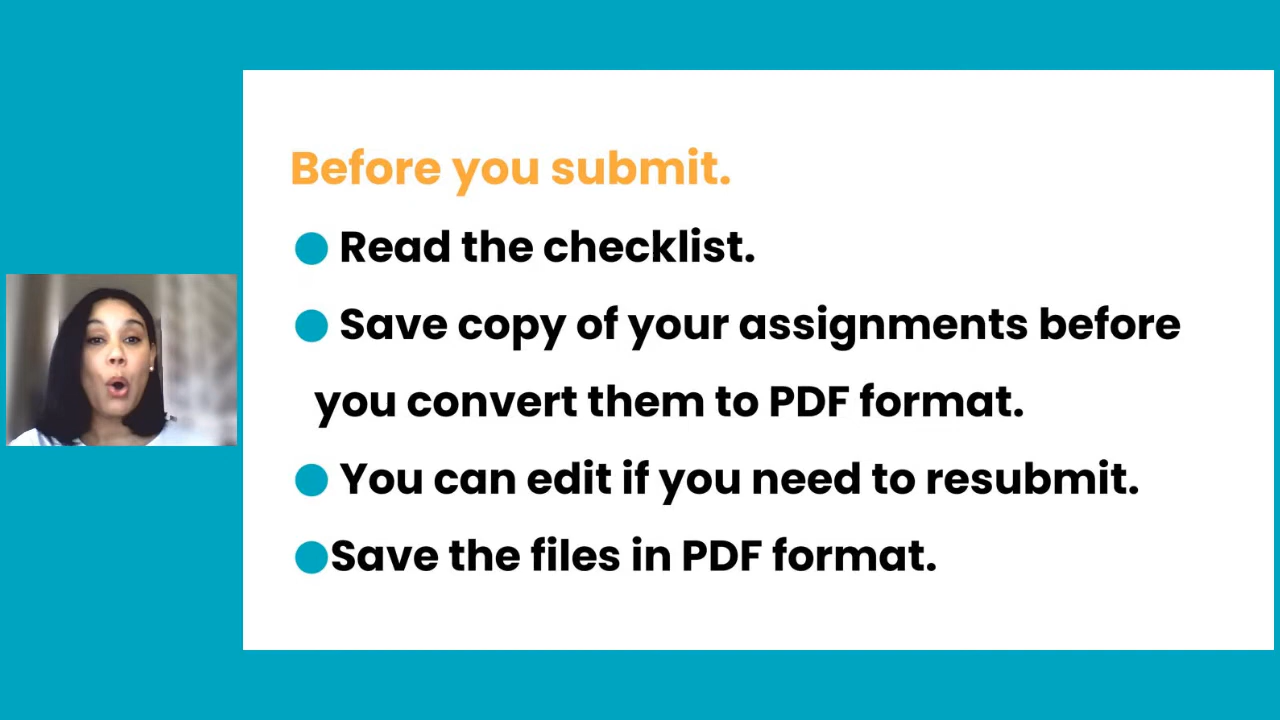 Before you submit.
● Read the checklist.
● Save copy of your assignments before
you convert them to PDF format.
● You can edit if you need to resubmit.
●Save the files in PDF format.